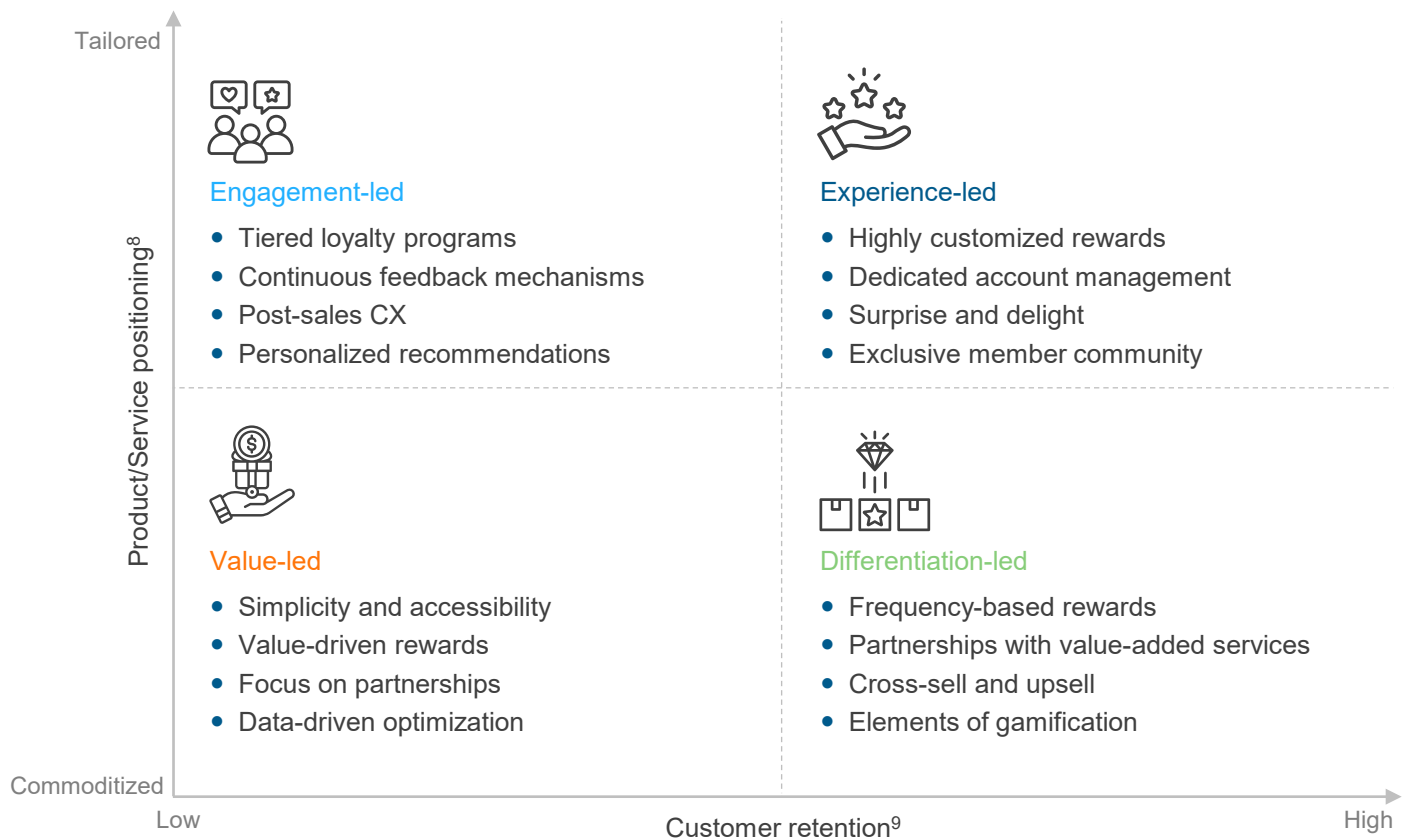 Tailored
Product/Service positioning8
Commoditized
Engagement-led
• Tiered loyalty programs
• Continuous feedback mechanisms
• Post-sales CX
• Personalized recommendations
Experience-led
• Highly customized rewards
• Dedicated account management
• Surprise and delight
• Exclusive member community
$
Value-led
• Simplicity and accessibility
• Value-driven rewards
• Focus on partnerships
• Data-driven optimization
Differentiation-led
• Frequency-based rewards
• Partnerships with value-added services
• Cross-sell and upsell
• Elements of gamification
Low
Customer retention9
High